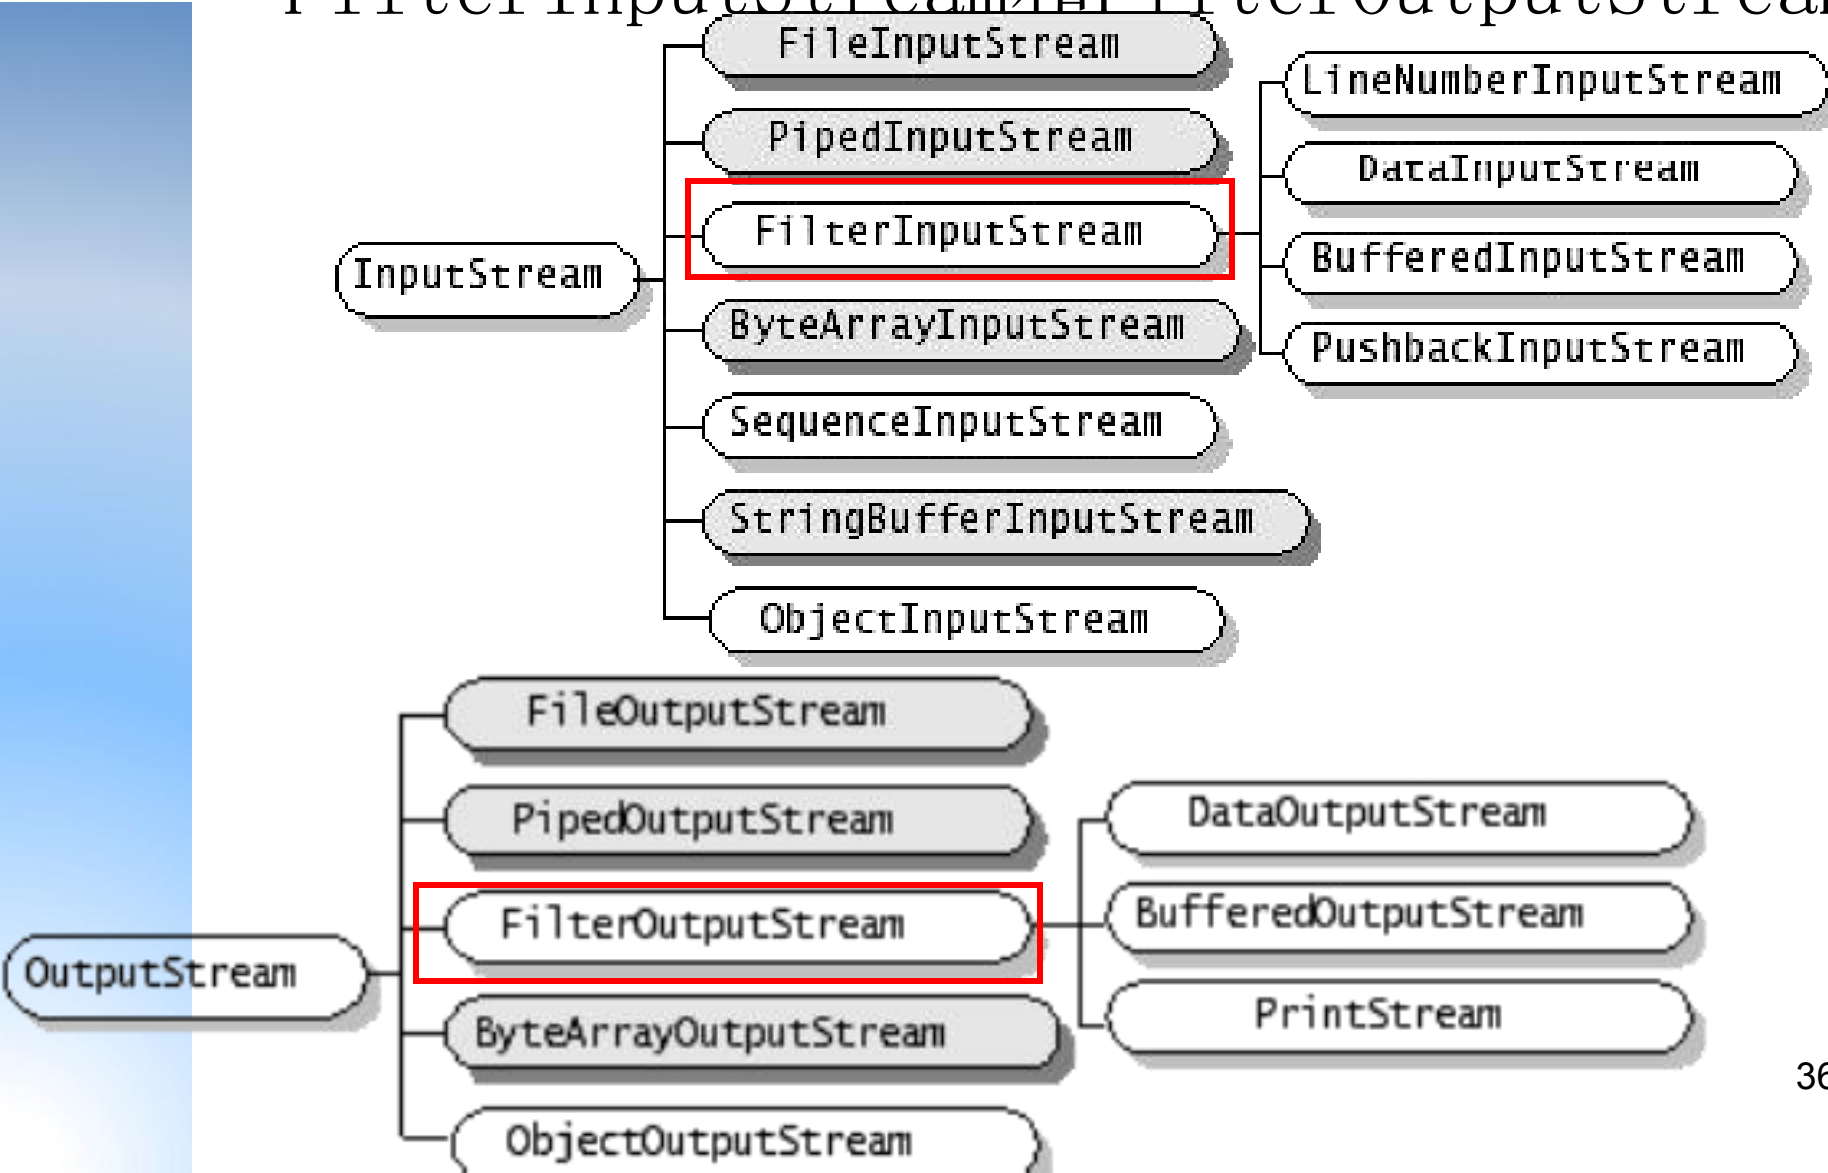 FileInputStream
PipedInputStream
FilterInputStream
InputStream
ByteArrayInputStream
SequenceInputStream
StringBufferInputStream
ObjectInputStream
LineNumberInputStream
DataInputStream
BufferedInputStream
PushbackInputStream
FileOutputStream
PipedOutputStream
FilterOutputStream
OutputStream
ByteArrayOutputStream
ObjectOutputStream
DataOutputStream
BufferedOutputStream
PrintStream
36